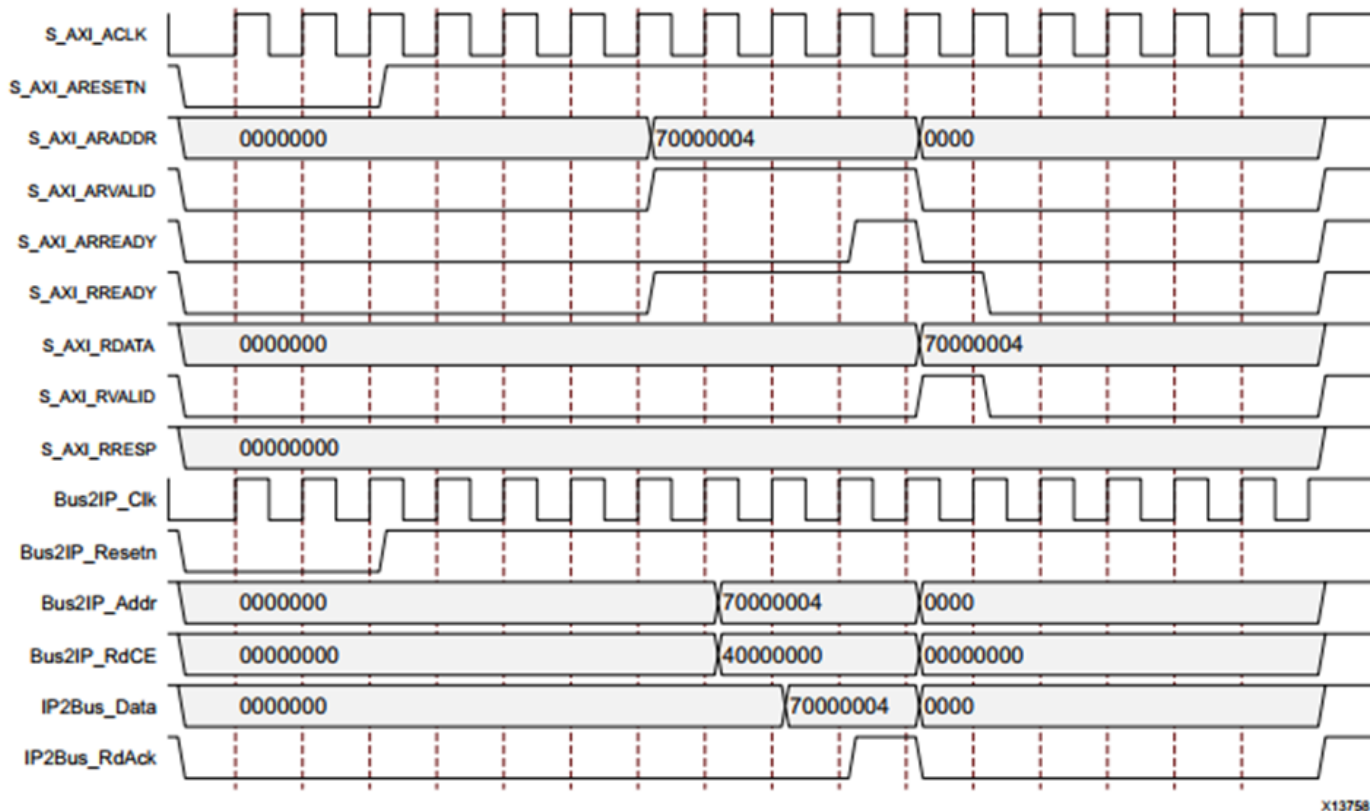 S_AXI_ACLK
S_AXI_ARESETN
S_AXI_ARADDR 0000000 70000004 0000
S_AXI_ARVALID
S_AXI_ARREADY
S_AXI_RREADY
S_AXI_RDATA 0000000 70000004
S_AXI_RVALID
S_AXI_RRESP 00000000
Bus2IP_Clk
Bus2IP_Resetn
Bus2IP_Addr 0000000 70000004 0000
Bus2IP_RdCE 00000000 40000000 00000000
IP2Bus_Data 0000000 70000004 0000
IP2Bus_RdAck
X13758